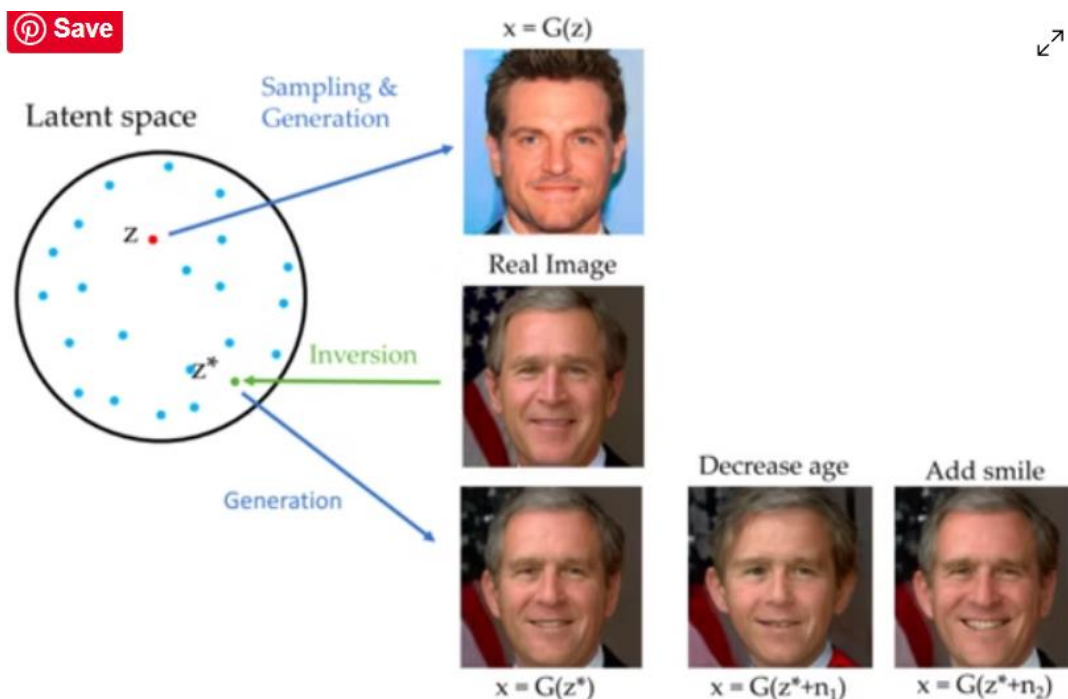 Save
x = G(z)
Sampling &
Generation
Latent space
z
Real Image
Inversion
z*
Generation
Decrease age
Add smile
x = G(z*)
x = G(z*+n₁)
x = G(z*+n₂)